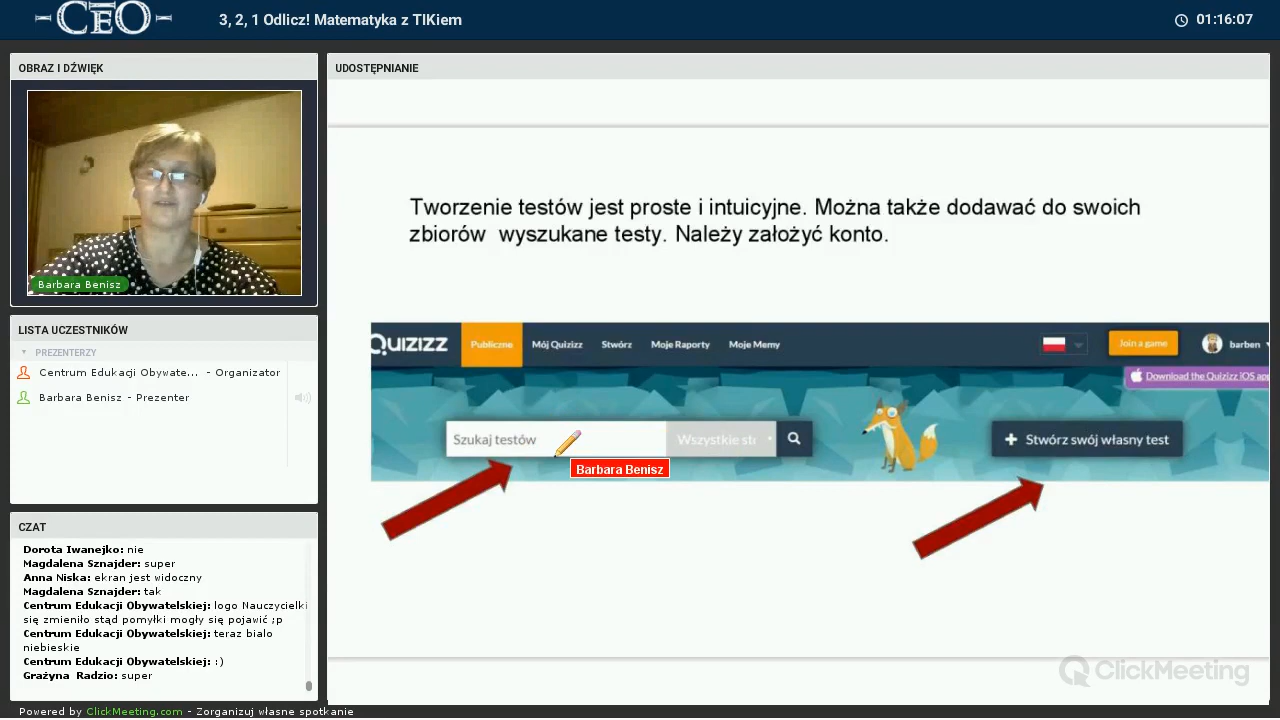 CEO
3, 2, 1 Odlicz! Matematyka z TIKiem
01:16:07
OBRAZ I DŹWIĘK
Barbara Benisz
LISTA UCZESTNIKÓW
PREZENTERZY
Centrum Edukacji Obywate... - Organizator
Barbara Benisz - Prezenter
CZAT
Dorota Iwanejko: nie
Magdalena Sznajder: super
Anna Niska: ekran jest widoczny
Magdalena Sznajder: tak
Centrum Edukacji Obywatelskiej: logo Nauczycielki
się zmieniło stąd pomyłki mogły się pojawić ;p
Centrum Edukacji Obywatelskiej: teraz bialo
niebieskie
Centrum Edukacji Obywatelskiej: :)
Grażyna Radzio: super
UDOSTĘPNIANIE
Tworzenie testów jest proste i intuicyjne. Można także dodawać do swoich
zbiorów wyszukane testy. Należy założyć konto.
QUIZIZZ
Publiczne
Mój Quizizz
Stwórz
Moje Raporty
Moje Memy
Join a game
barben
Download the Quizizz iOS app
Szukaj testów
Wszystkie sto
+ Stwórz swój własny test
Barbara Benisz
ClickMeeting
Powered by ClickMeeting.com - Zorganizuj własne spotkanie